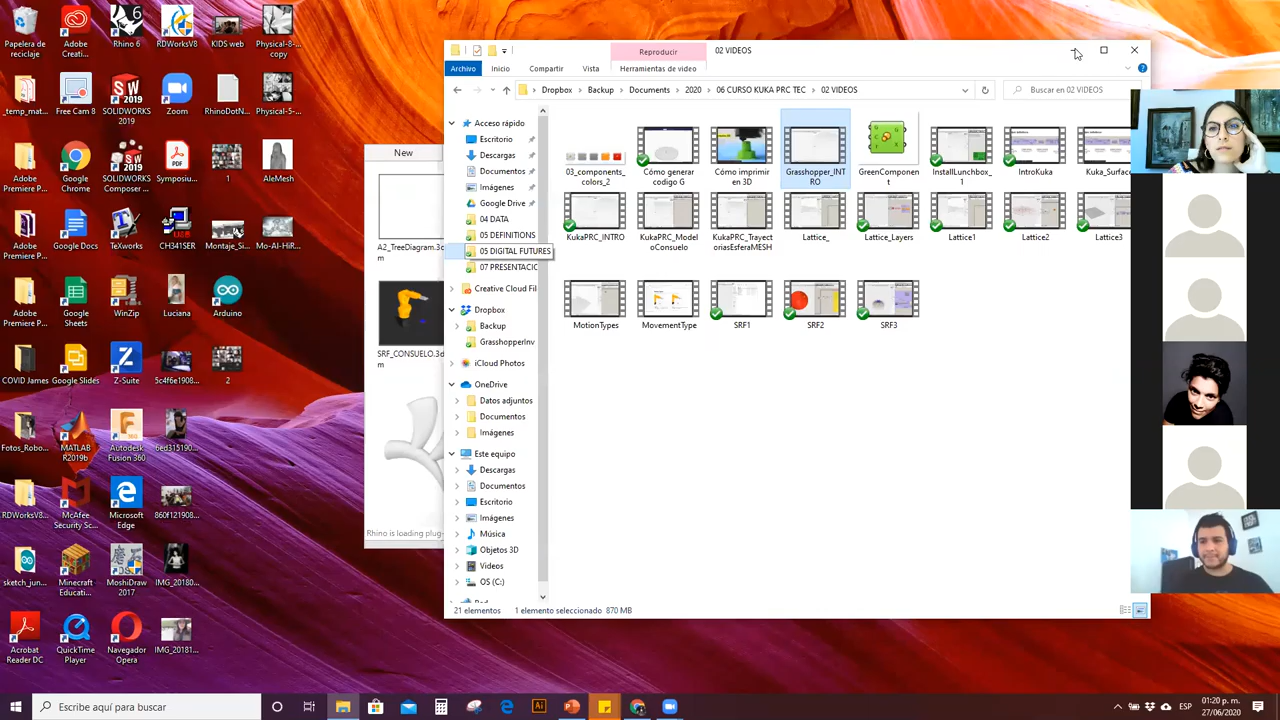 Papelera de reciclaje
Adobe Creati...
Rhino 6
RDWorksV8
KIDS web
Physical-8-... copy
_temp_mat...
Free Cam 8
SOLIDWORKS 2019
Zoom
RhinoDotN...
Physical-5-...
Adobe Premiere P...
Google Chrome
SOLIDWORKS Composer ...
Symposiu...
1
AleMesh
Adobe Premiere P...
Google Docs
TeXworks
CH341SER
Montaje_Si...
Mo-Al-HiR...
Adobe Premiere P...
Google Sheets
WinZip
Luciana
Arduino
COVID James
Google Slides
Z-Suite
5c4f6e1908...
2
Fotos_Robo...
MATLAB R2019b
Autodesk Fusion 360
6ed315190...
RDWorksV8...
McAfee Security Sc...
Microsoft Edge
860f121908...
sketch_jun...
Minecraft Educati...
MoshiDraw 2017
IMG_20180...
Acrobat Reader DC
QuickTime Player
Navegador Opera
IMG_20181...
New
A2_TreeDiagram.3d
m
SRF_CONSUELO.3d
m
Rhino is loading plug-
Reproducir
02 VIDEOS
Archivo
Inicio
Compartir
Vista
Herramientas de video
Dropbox > Backup > Documents > 2020 > 06 CURSO KUKA PRC TEC > 02 VIDEOS
Buscar en 02 VIDEOS
Acceso rápido
Escritorio
Descargas
Documentos
Imágenes
Google Drive
04 DATA
05 DEFINITIONS
05 DIGITAL FUTURES
07 PRESENTACIO
Creative Cloud Fil
Dropbox
Backup
GrasshopperInv
iCloud Photos
OneDrive
Datos adjuntos
Documentos
Imágenes
Este equipo
Descargas
Documentos
Escritorio
Imágenes
Música
Objetos 3D
Videos
OS (C:)
03_components_colors_2
Cómo generar codigo G
Cómo imprimir en 3D
Grasshopper_INTRO
GreenComponent
InstallLunchbox_1
IntroKuka
Kuka_Surface
KukaPRC_INTRO
KukaPRC_ModeloConsuelo
KukaPRC_TrayectoriasEsferaMESH
Lattice_
Lattice_Layers
Lattice1
Lattice2
Lattice3
MotionTypes
MovementType
SRF1
SRF2
SRF3
21 elementos
1 elemento seleccionado 870 MB
Escribe aquí para buscar
ESP
01:20 p. m.
27/06/2020